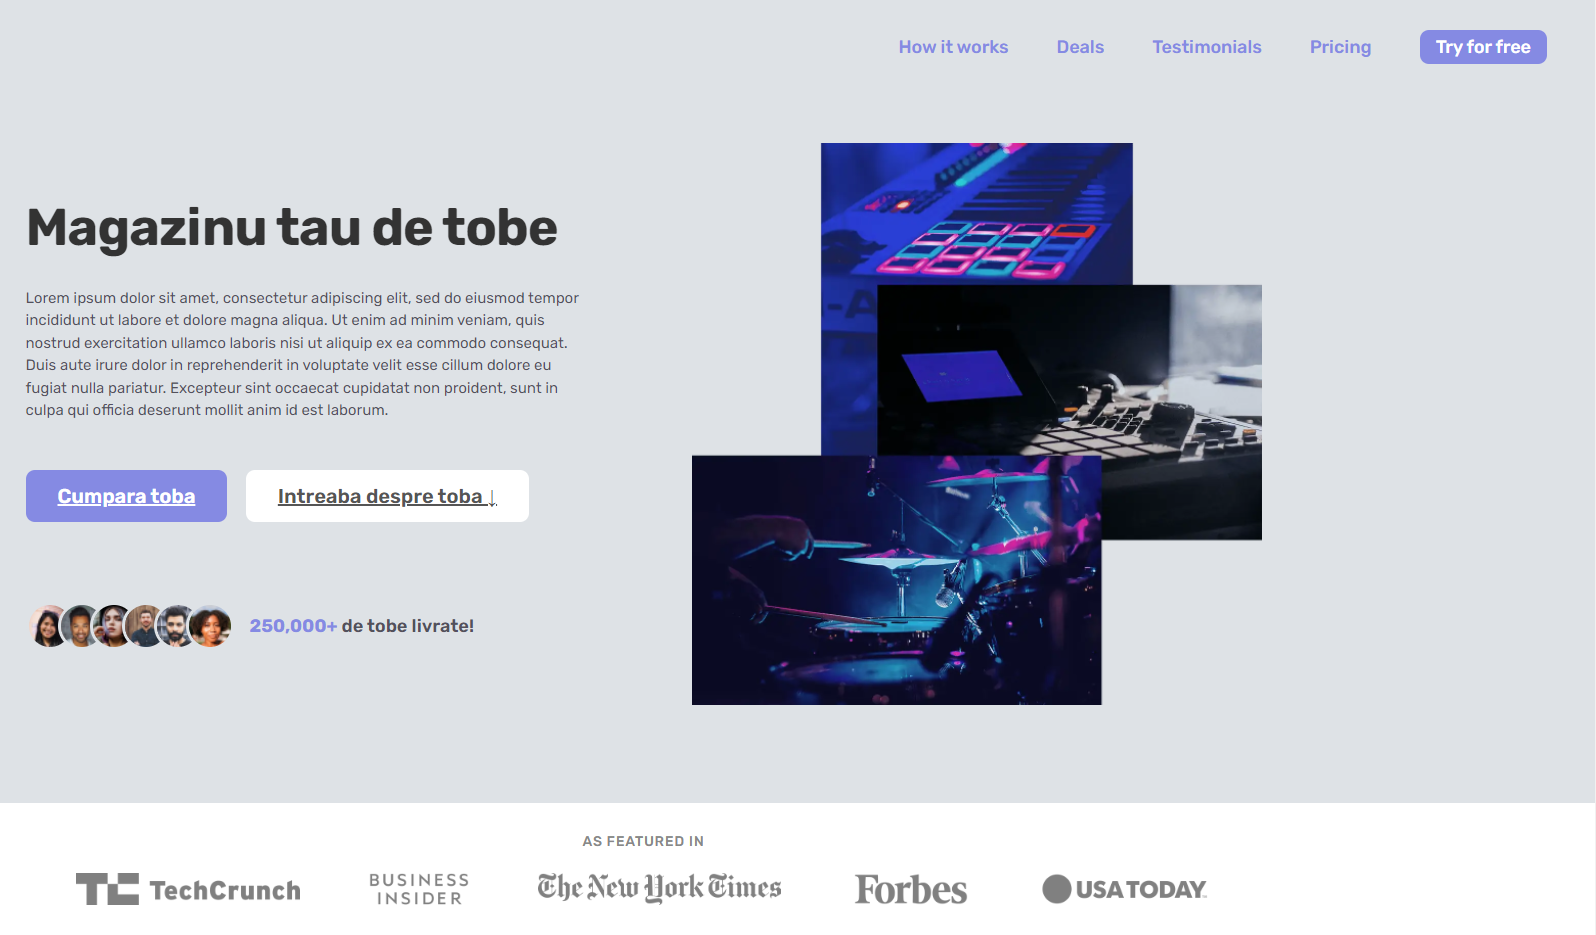 How it works Deals Testimonials Pricing Try for free
Magazinu tau de tobe
Lorem ipsum dolor sit amet, consectetur adipiscing elit, sed do eiusmod tempor
incididunt ut labore et dolore magna aliqua. Ut enim ad minim veniam, quis
nostrud exercitation ullamco laboris nisi ut aliquip ex ea commodo consequat.
Duis aute irure dolor in reprehenderit in voluptate velit esse cillum dolore eu
fugiat nulla pariatur. Excepteur sint occaecat cupidatat non proident, sunt in
culpa qui officia deserunt mollit anim id est laborum.
Cumpara toba Intreaba despre toba ↓
250,000+ de tobe livrate!
AS FEATURED IN
TC TechCrunch
BUSINESS
INSIDER
The New York Times
Forbes
USA TODAY